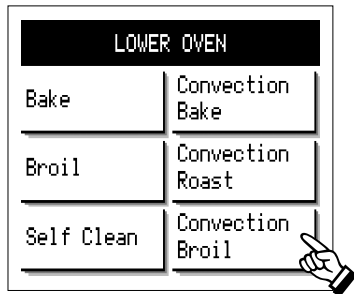 LOWER OVEN
Bake
Convection
Bake
Broil
Convection
Roast
Self Clean
Convection
Broil